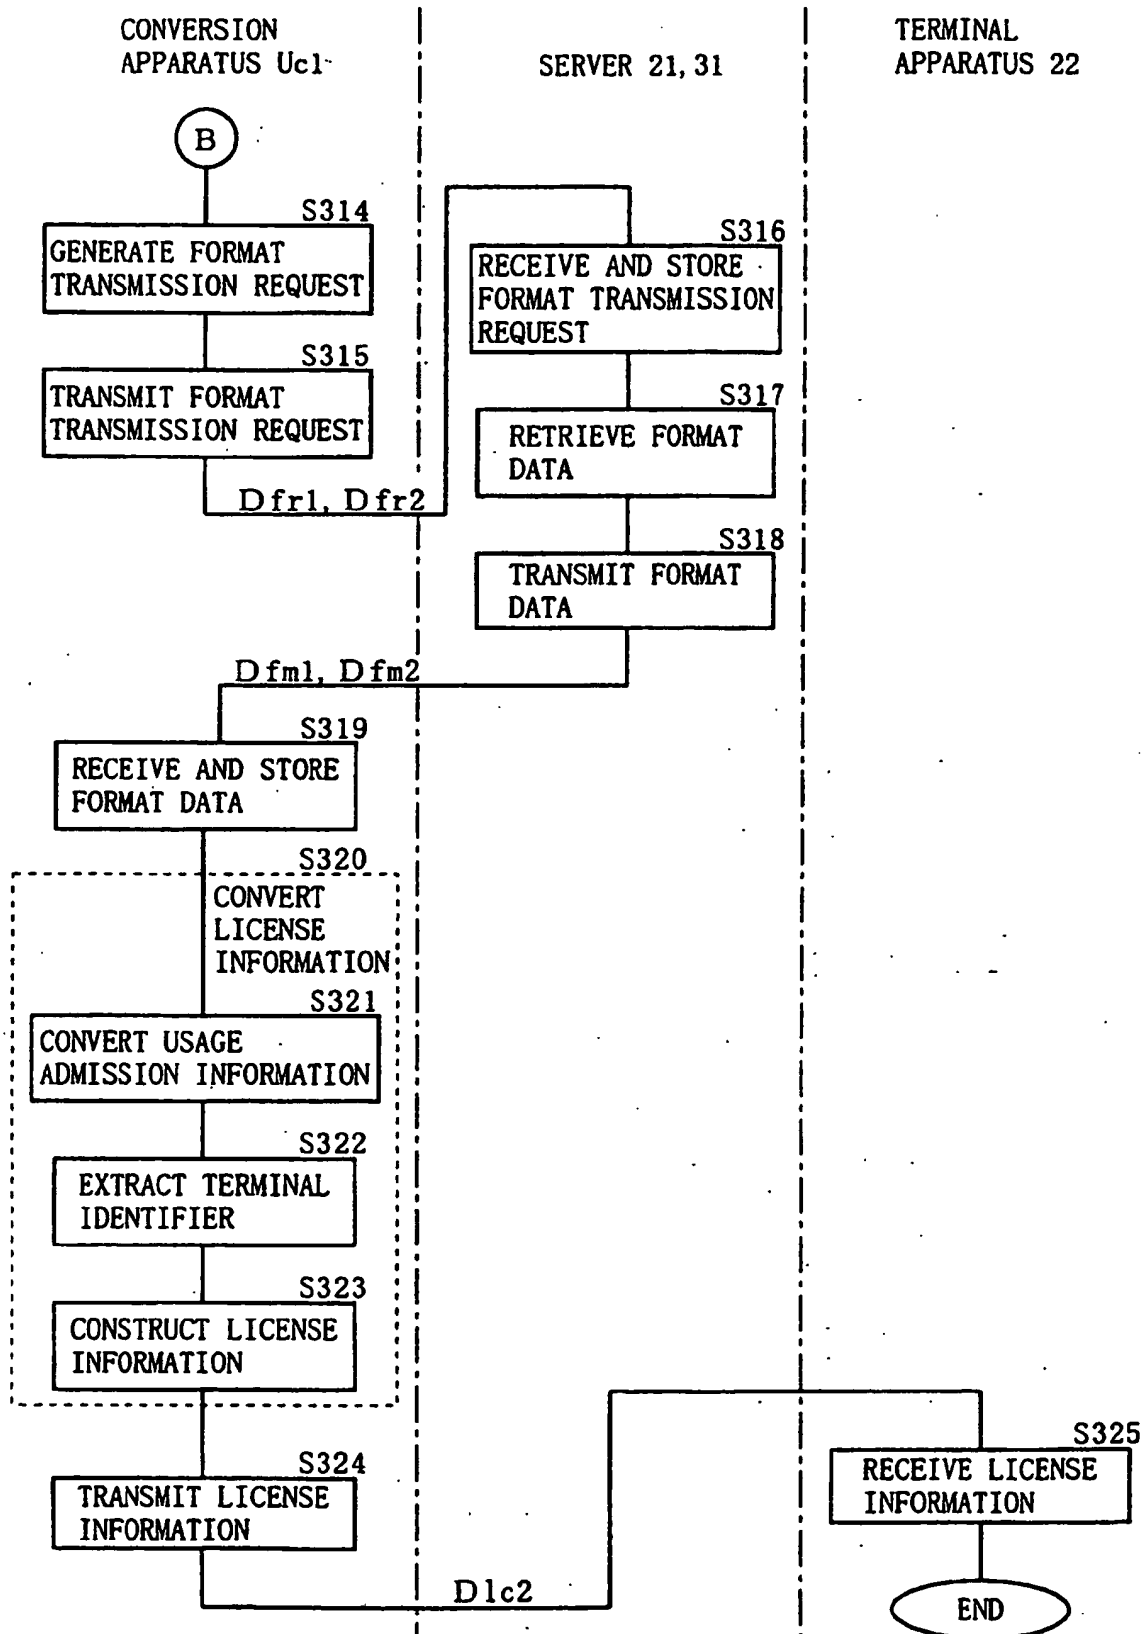 CONVERSION
APPARATUS Uc1
SERVER 21, 31
TERMINAL
APPARATUS 22
B
S314
GENERATE FORMAT
TRANSMISSION REQUEST
S315
TRANSMIT FORMAT
TRANSMISSION REQUEST
Dfr1, Dfr2
S316
RECEIVE AND STORE
FORMAT TRANSMISSION
REQUEST
S317
RETRIEVE FORMAT
DATA
S318
TRANSMIT FORMAT
DATA
Dfm1, Dfm2
S319
RECEIVE AND STORE
FORMAT DATA
S320
CONVERT
LICENSE
INFORMATION
S321
CONVERT USAGE
ADMISSION INFORMATION
S322
EXTRACT TERMINAL
IDENTIFIER
S323
CONSTRUCT LICENSE
INFORMATION
S324
TRANSMIT LICENSE
INFORMATION
Dlc2
S325
RECEIVE LICENSE
INFORMATION
END